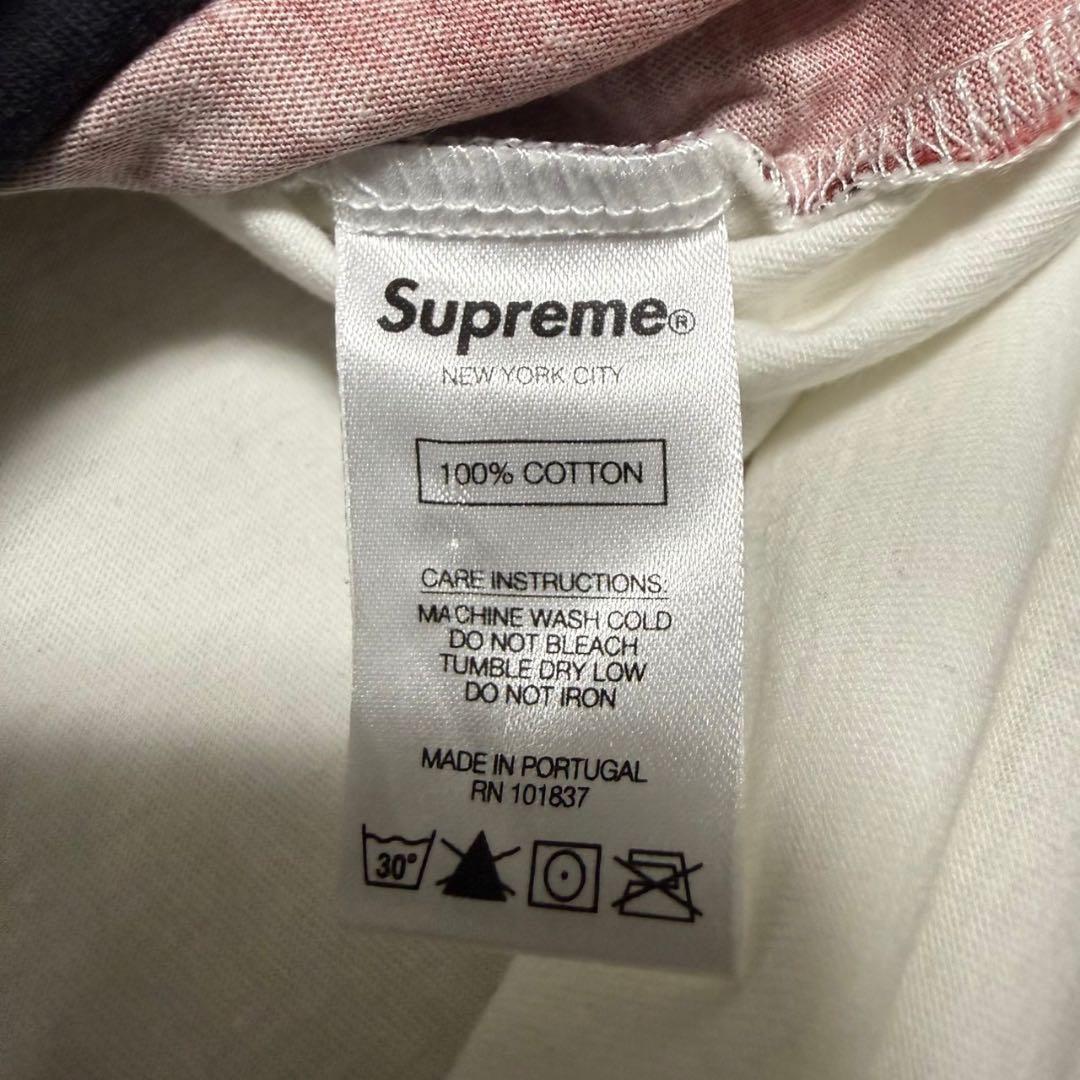 Supreme®
NEW YORK CITY
100% COTTON
CARE INSTRUCTIONS:
MACHINE WASH COLD
DO NOT BLEACH
TUMBLE DRY LOW
DO NOT IRON
MADE IN PORTUGAL
RN 101837
30°